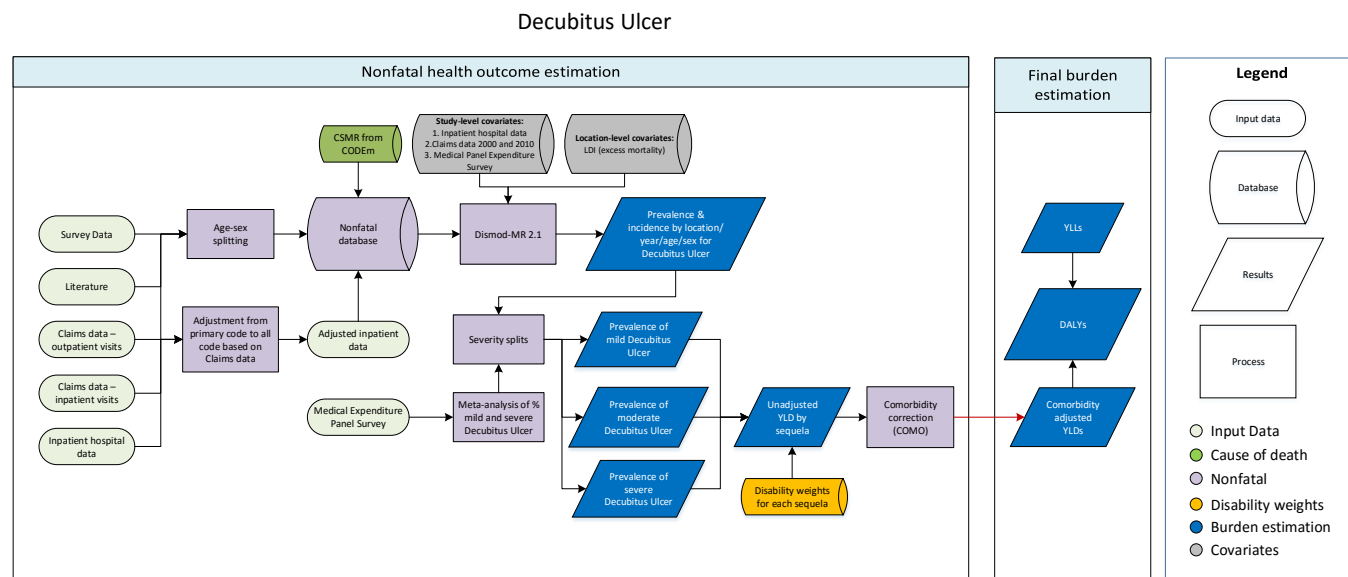 Decubitus Ulcer
Nonfatal health outcome estimation
Final burden
estimation
Legend
Input data
Database
Results
Process
Input Data
Cause of death
Nonfatal
Disability weights
Burden estimation
Covariates
CSMR from
CODEm
Study-level covariates:
1. Inpatient hospital data
2.Claims data 2000 and 2010
3. Medical Panel Expenditure
Survey
Location-level covariates:
LDI (excess mortality)
Survey Data
Literature
Claims data –
outpatient visits
Claims data –
inpatient visits
Inpatient hospital
data
Age-sex
splitting
Adjustment from
primary code to all
code based on
Claims data
Nonfatal
database
Adjusted inpatient
data
Medical Expenditure
Panel Survey
Dismod-MR 2.1
Prevalence &
incidence by location/
year/age/sex for
Decubitus Ulcer
Severity splits
Meta-analysis of %
mild and severe
Decubitus Ulcer
Prevalence of
mild Decubitus
Ulcer
Prevalence of
moderate Decubitus
Ulcer
Prevalence of
severe
Decubitus Ulcer
Unadjusted
YLD by
sequela
Disability weights
for each sequela
Comorbidity
correction
(COMO)
YLLs
DALYs
Comorbidity
adjusted
YLDs